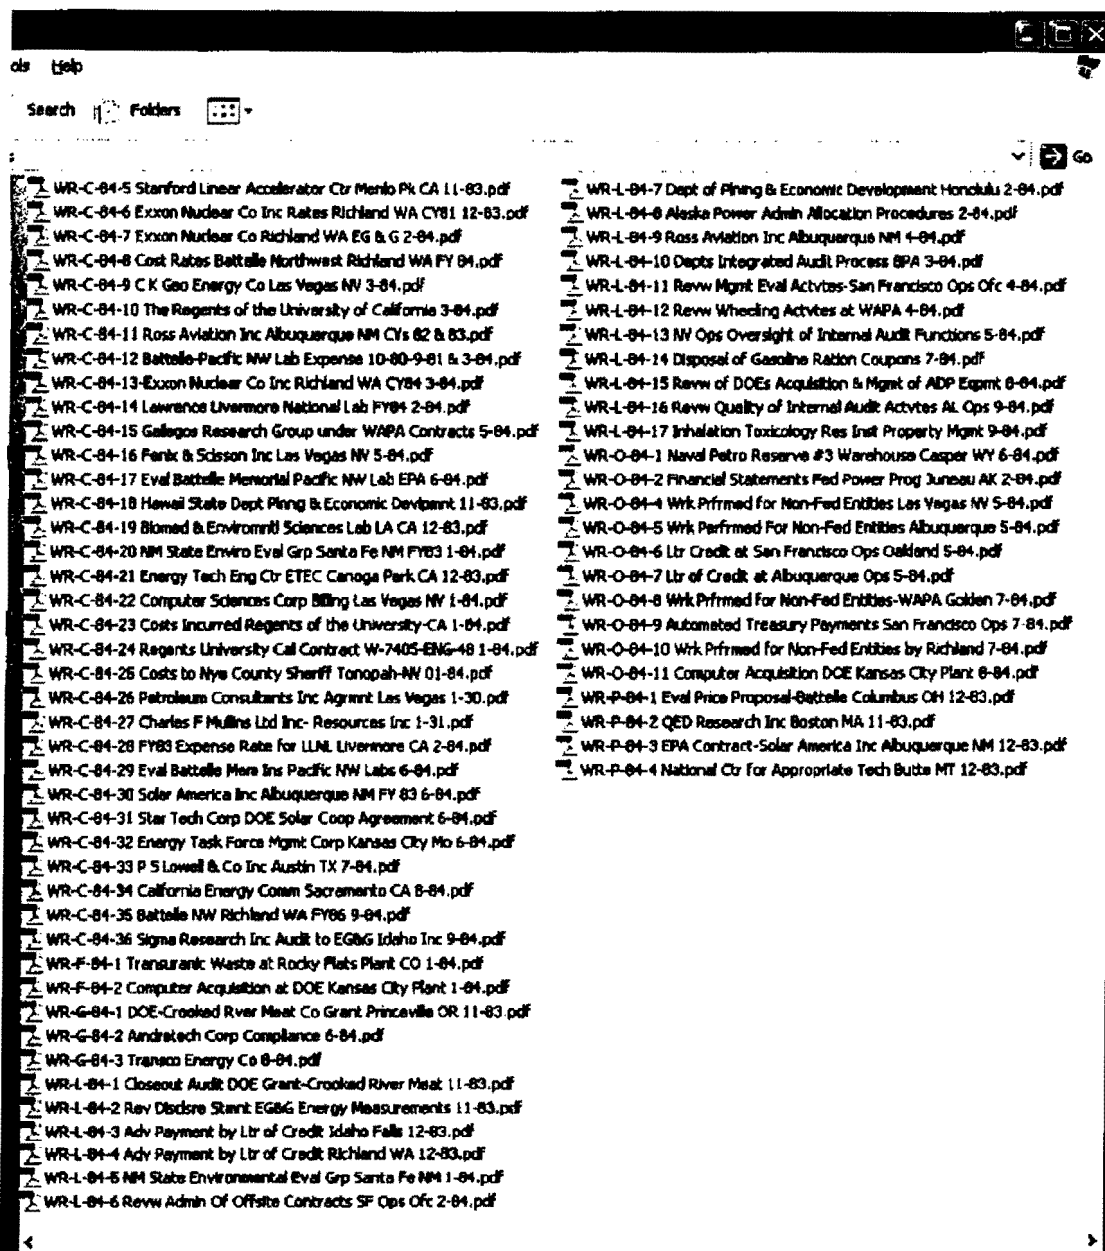 ols Help
Search Folders
Go
WR-C-84-5 Stanford Linear Accelerator Ctr Menlo Pk CA 11-83.pdf
WR-C-84-6 Exxon Nuclear Co Inc Rates Richland WA CY81 12-83.pdf
WR-C-84-7 Exxon Nuclear Co Richland WA EG & G 2-84.pdf
WR-C-84-8 Cost Rates Battelle Northwest Richland WA FY 84.pdf
WR-C-84-9 C K Geo Energy Co Las Vegas NV 3-84.pdf
WR-C-84-10 The Regents of the University of California 3-84.pdf
WR-C-84-11 Ross Aviation Inc Albuquerque NM CYs 82 & 83.pdf
WR-C-84-12 Battelle-Pacific NW Lab Expense 10-80-9-81 & 3-84.pdf
WR-C-84-13-Exxon Nuclear Co Inc Richland WA CY84 3-84.pdf
WR-C-84-14 Lawrence Livermore National Lab FY84 2-84.pdf
WR-C-84-15 Gallegos Research Group under WAPA Contracts 5-84.pdf
WR-C-84-16 Fenix & Scisson Inc Las Vegas NV 5-84.pdf
WR-C-84-17 Eval Battelle Memorial Pacific NW Lab EPA 6-84.pdf
WR-C-84-18 Hawaii State Dept Plnng & Economic Devlpmnt 11-83.pdf
WR-C-84-19 Biomed & Enviromntl Sciences Lab LA CA 12-83.pdf
WR-C-84-20 NM State Enviro Eval Grp Santa Fe NM FY83 1-84.pdf
WR-C-84-21 Energy Tech Eng Ctr ETEC Canoga Park CA 12-83.pdf
WR-C-84-22 Computer Sciences Corp Billing Las Vegas NV 1-84.pdf
WR-C-84-23 Costs Incurred Regents of the University-CA 1-84.pdf
WR-C-84-24 Regents University Cal Contract W-7405-ENG-48 1-84.pdf
WR-C-84-25 Costs to Nye County Sheriff Tonopah-NV 01-84.pdf
WR-C-84-26 Petroleum Consultants Inc Agrmnt Las Vegas 1-30.pdf
WR-C-84-27 Charles F Mullins Ltd Inc- Resources Inc 1-31.pdf
WR-C-84-28 FY83 Expense Rate for LLNL Livermore CA 2-84.pdf
WR-C-84-29 Eval Battelle Mem Ins Pacific NW Labs 6-84.pdf
WR-C-84-30 Solar America Inc Albuquerque NM FY 83 6-84.pdf
WR-C-84-31 Star Tech Corp DOE Solar Coop Agreement 6-84.pdf
WR-C-84-32 Energy Task Force Mgmt Corp Kansas City Mo 6-84.pdf
WR-C-84-33 P S Lowell & Co Inc Austin TX 7-84.pdf
WR-C-84-34 California Energy Comm Sacramento CA 8-84.pdf
WR-C-84-35 Battelle NW Richland WA FY86 9-84.pdf
WR-C-84-36 Sigma Research Inc Audit to EG&G Idaho Inc 9-84.pdf
WR-F-84-1 Transuranic Waste at Rocky Flats Plant CO 1-84.pdf
WR-F-84-2 Computer Acquisition at DOE Kansas City Plant 1-84.pdf
WR-G-84-1 DOE-Crooked Rver Meat Co Grant Princeville OR 11-83.pdf
WR-G-84-2 Amdratech Corp Compliance 6-84.pdf
WR-G-84-3 Transco Energy Co 8-84.pdf
WR-L-84-1 Closeout Audit DOE Grant-Crooked River Meat 11-83.pdf
WR-L-84-2 Rev Disclsre Stmnt EG&G Energy Measurements 11-83.pdf
WR-L-84-3 Adv Payment by Ltr of Credit Idaho Falls 12-83.pdf
WR-L-84-4 Adv Payment by Ltr of Credit Richland WA 12-83.pdf
WR-L-84-5 NM State Environmental Eval Grp Santa Fe NM 1-84.pdf
WR-L-84-6 Revw Admin Of Offsite Contracts SF Ops Ofc 2-84.pdf
WR-L-84-7 Dept of Plning & Economic Development Honolulu 2-84.pdf
WR-L-84-8 Alaska Power Admin Allocation Procedures 2-84.pdf
WR-L-84-9 Ross Aviation Inc Albuquerque NM 4-84.pdf
WR-L-84-10 Depts Integrated Audit Process BPA 3-84.pdf
WR-L-84-11 Revw Mgmt Eval Actvtes-San Francisco Ops Ofc 4-84.pdf
WR-L-84-12 Revw Wheeling Actvtes at WAPA 4-84.pdf
WR-L-84-13 NV Ops Oversight of Internal Audit Functions 5-84.pdf
WR-L-84-14 Disposal of Gasoline Ration Coupons 7-84.pdf
WR-L-84-15 Revw of DOEs Acquisition & Mgmt of ADP Eqpmt 8-84.pdf
WR-L-84-16 Revw Quality of Internal Audit Actvtes AL Ops 9-84.pdf
WR-L-84-17 Inhalation Toxicology Res Inst Property Mgmt 9-84.pdf
WR-O-84-1 Naval Petro Reserve #3 Warehouse Casper WY 6-84.pdf
WR-O-84-2 Financial Statements Fed Power Prog Juneau AK 2-84.pdf
WR-O-84-4 Wrk Prfrmed for Non-Fed Entities Las Vegas NV 5-84.pdf
WR-O-84-5 Wrk Perfrmed For Non-Fed Entities Albuquerque 5-84.pdf
WR-O-84-6 Ltr Credit at San Francisco Ops Oakland 5-84.pdf
WR-O-84-7 Ltr of Credit at Albuquerque Ops 5-84.pdf
WR-O-84-8 Wrk Prfrmed for Non-Fed Entities-WAPA Golden 7-84.pdf
WR-O-84-9 Automated Treasury Payments San Francisco Ops 7-84.pdf
WR-O-84-10 Wrk Prfrmed for Non-Fed Entities by Richland 7-84.pdf
WR-O-84-11 Computer Acquisition DOE Kansas City Plant 8-84.pdf
WR-P-84-1 Eval Price Proposal-Battelle Columbus OH 12-83.pdf
WR-P-84-2 QED Research Inc Boston MA 11-83.pdf
WR-P-84-3 EPA Contract-Solar America Inc Albuquerque NM 12-83.pdf
WR-P-84-4 National Ctr for Appropriate Tech Butte MT 12-83.pdf